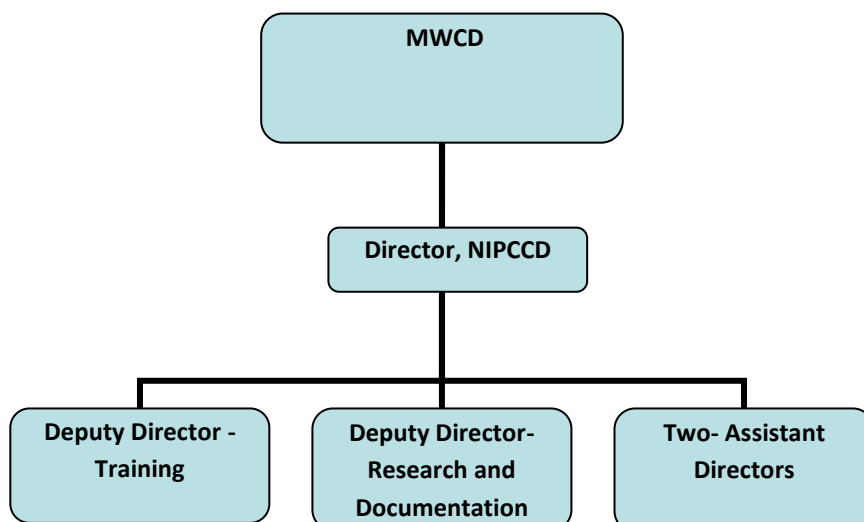 MWCD
Director, NIPCCD
Deputy Director -
Training
Deputy Director-
Research and
Documentation
Two- Assistant
Directors